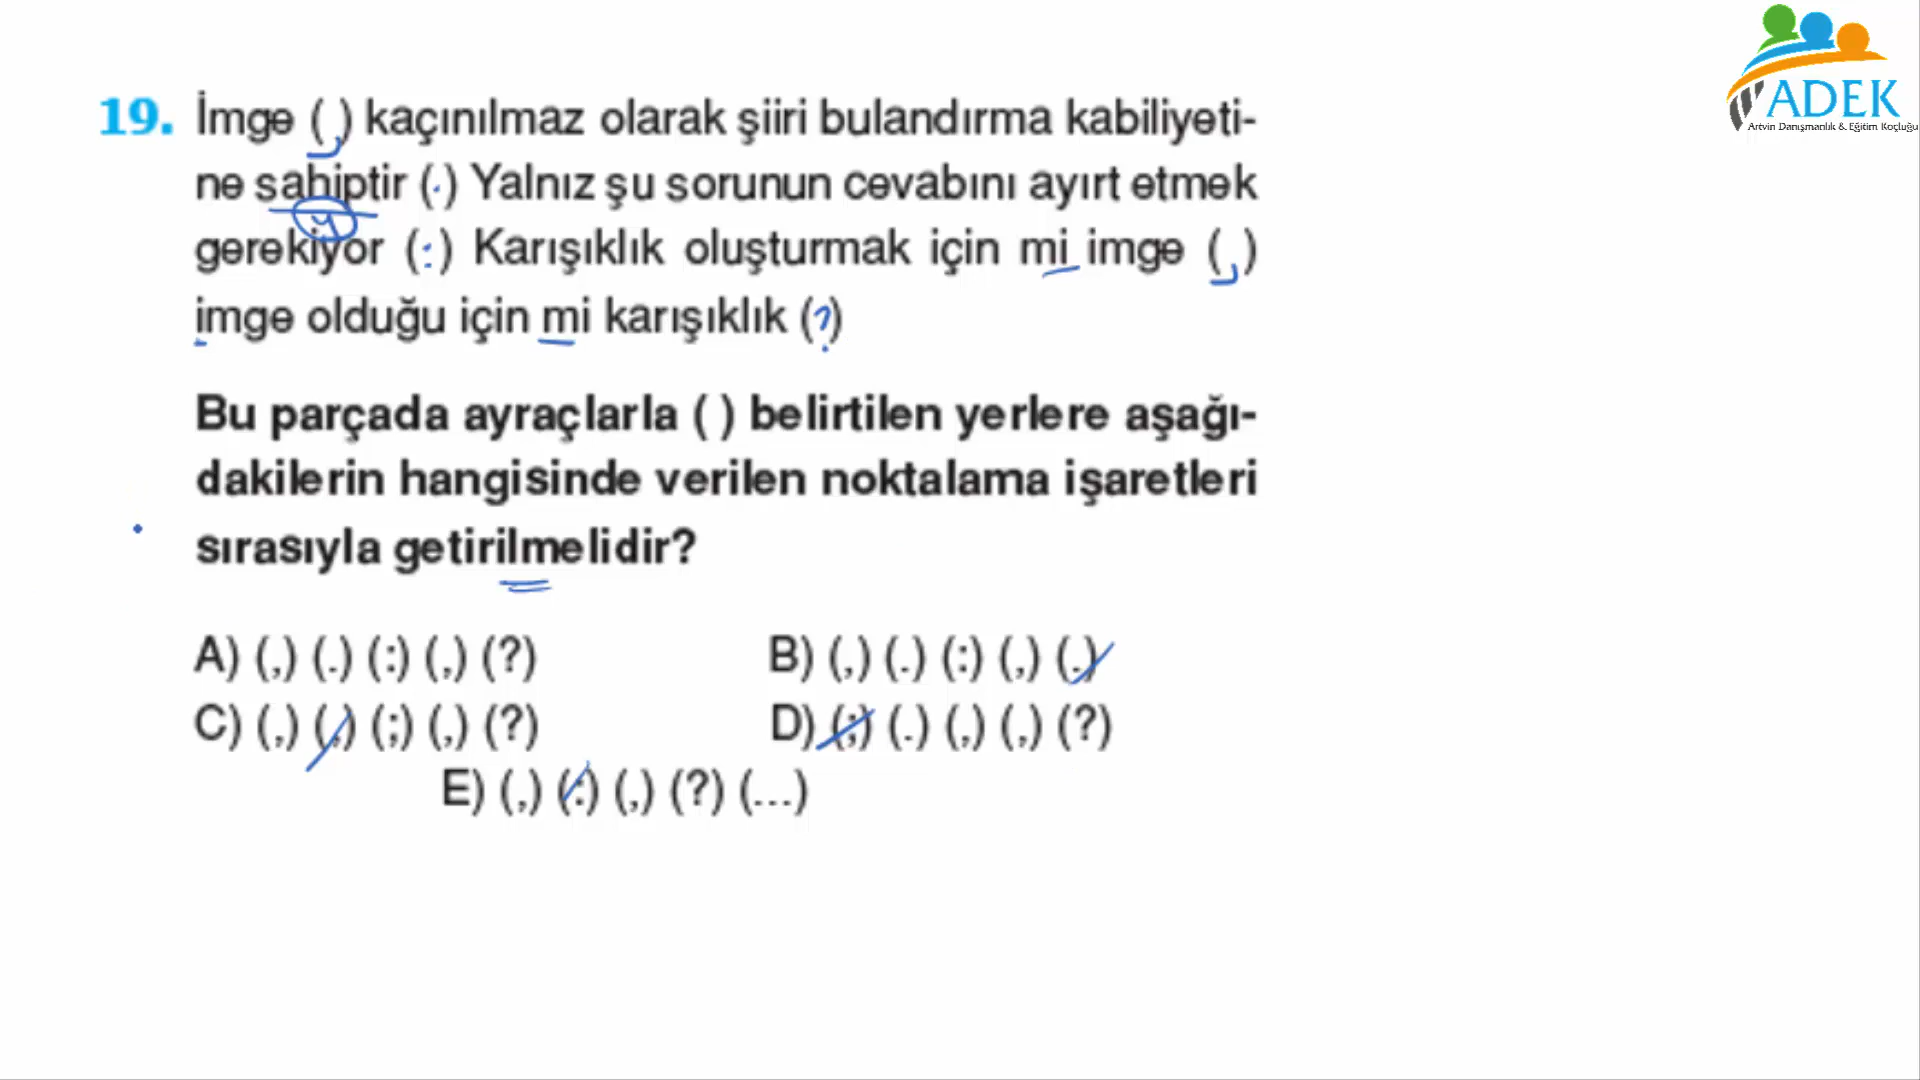 ADEK
Artvin Danışmanlık & Eğitim Koçluğu
19. İmge ( , ) kaçınılmaz olarak şiiri bulandırma kabiliyeti-
ne sahiptir (.) Yalnız şu sorunun cevabını ayırt etmek
y
gerekiyor (:) Karışıklık oluşturmak için mi imge ( , )
imge olduğu için mi karışıklık (?)
Bu parçada ayraçlarla ( ) belirtilen yerlere aşağı-
dakilerin hangisinde verilen noktalama işaretleri
sırasıyla getirilmelidir?
A) (,) (.) (:) (,) (?) B) (,) (.) (:) (,) (.)
C) (,) (,) (;) (,) (?) D) (;) (.) (,) (,) (?)
E) (,) (:) (,) (?) (...)